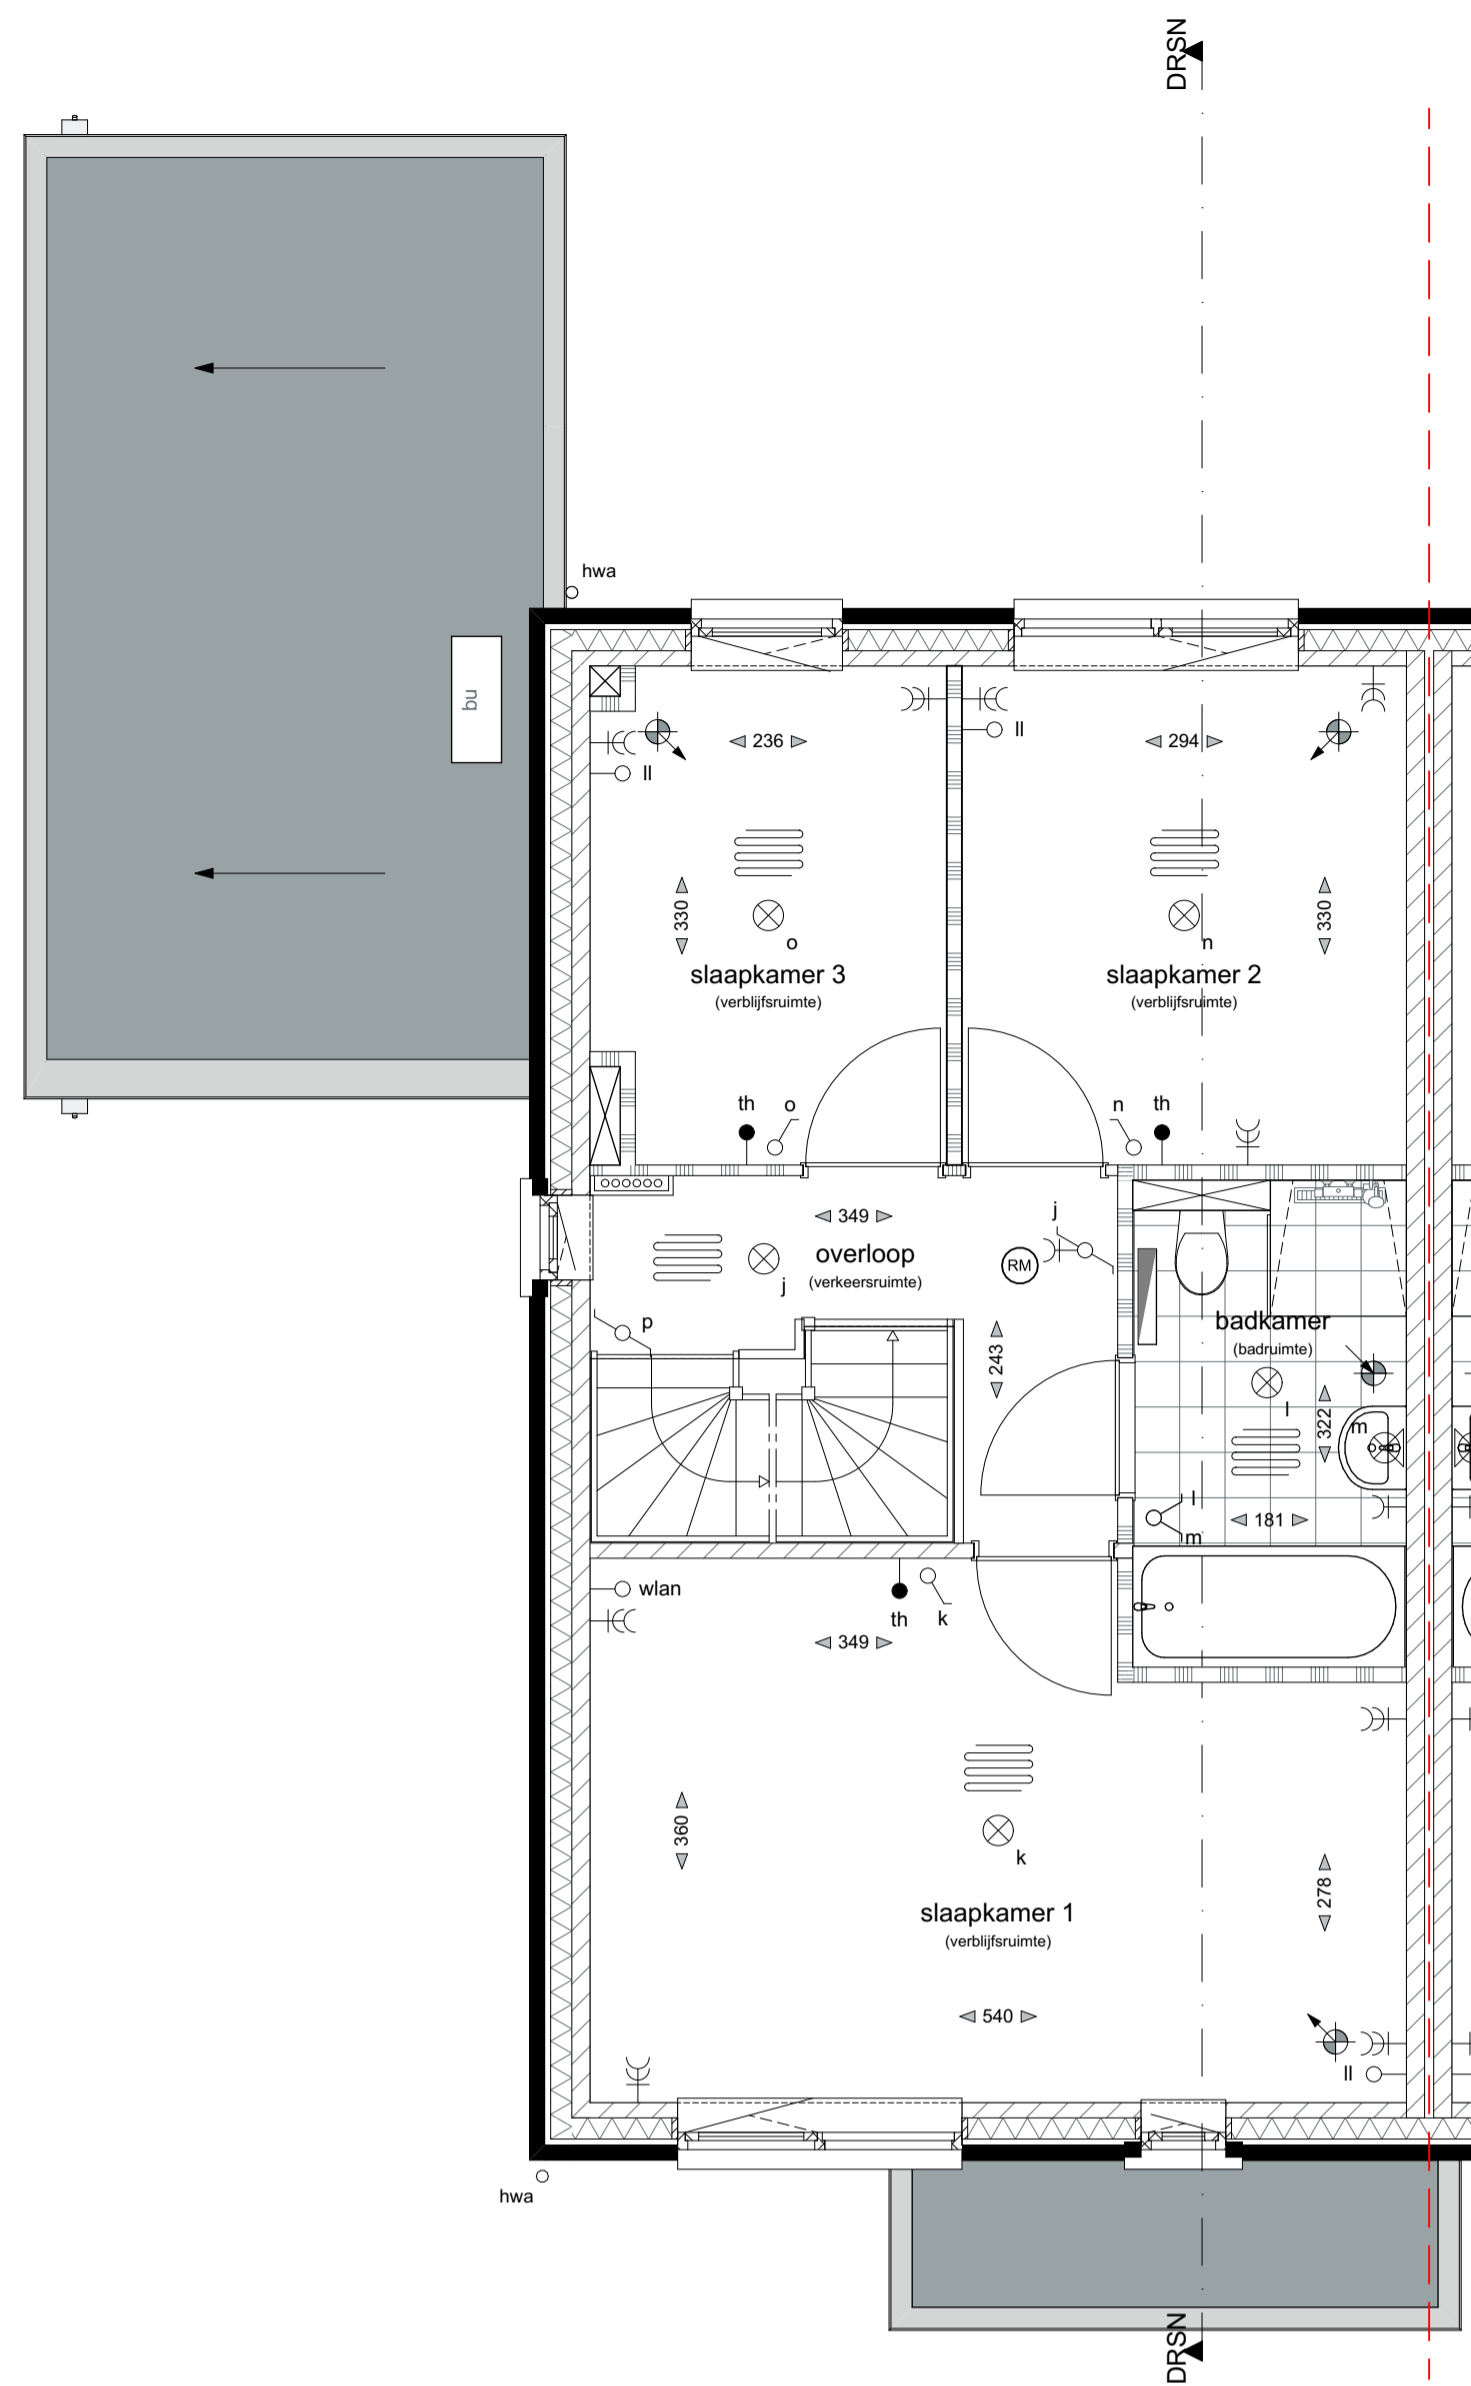 DRSN
hwa
bu
236
294
ll
ll
330
330
o
n
slaapkamer 3
(verblijfsruimte)
slaapkamer 2
(verblijfsruimte)
th
o
n
th
349
j
overloop
(verkeersruimte)
j
RM
p
243
badkamer
(badruimte)
l
322
m
l
181
m
wlan
th
k
349
360
k
278
slaapkamer 1
(verblijfsruimte)
540
ll
hwa
DRSN